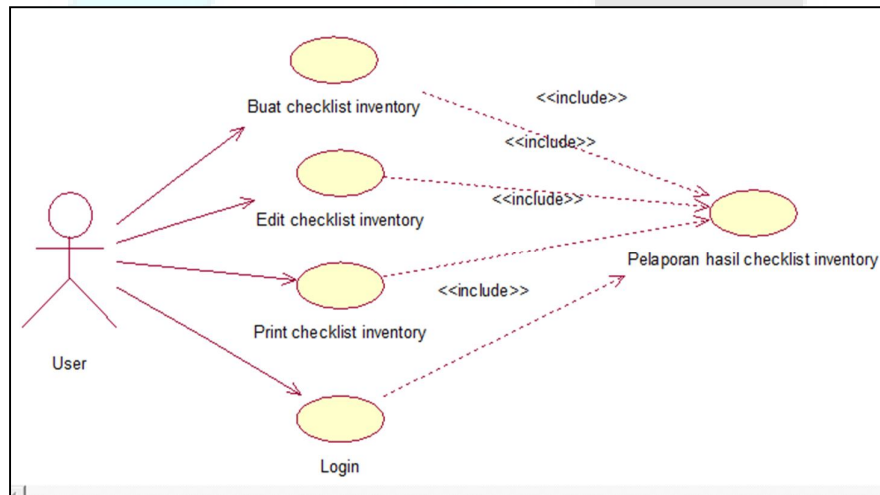 Buat checklist inventory
<<include>>
<<include>>
Edit checklist inventory
<<include>>
Pelaporan hasil checklist inventory
<<include>>
Print checklist inventory
User
Login